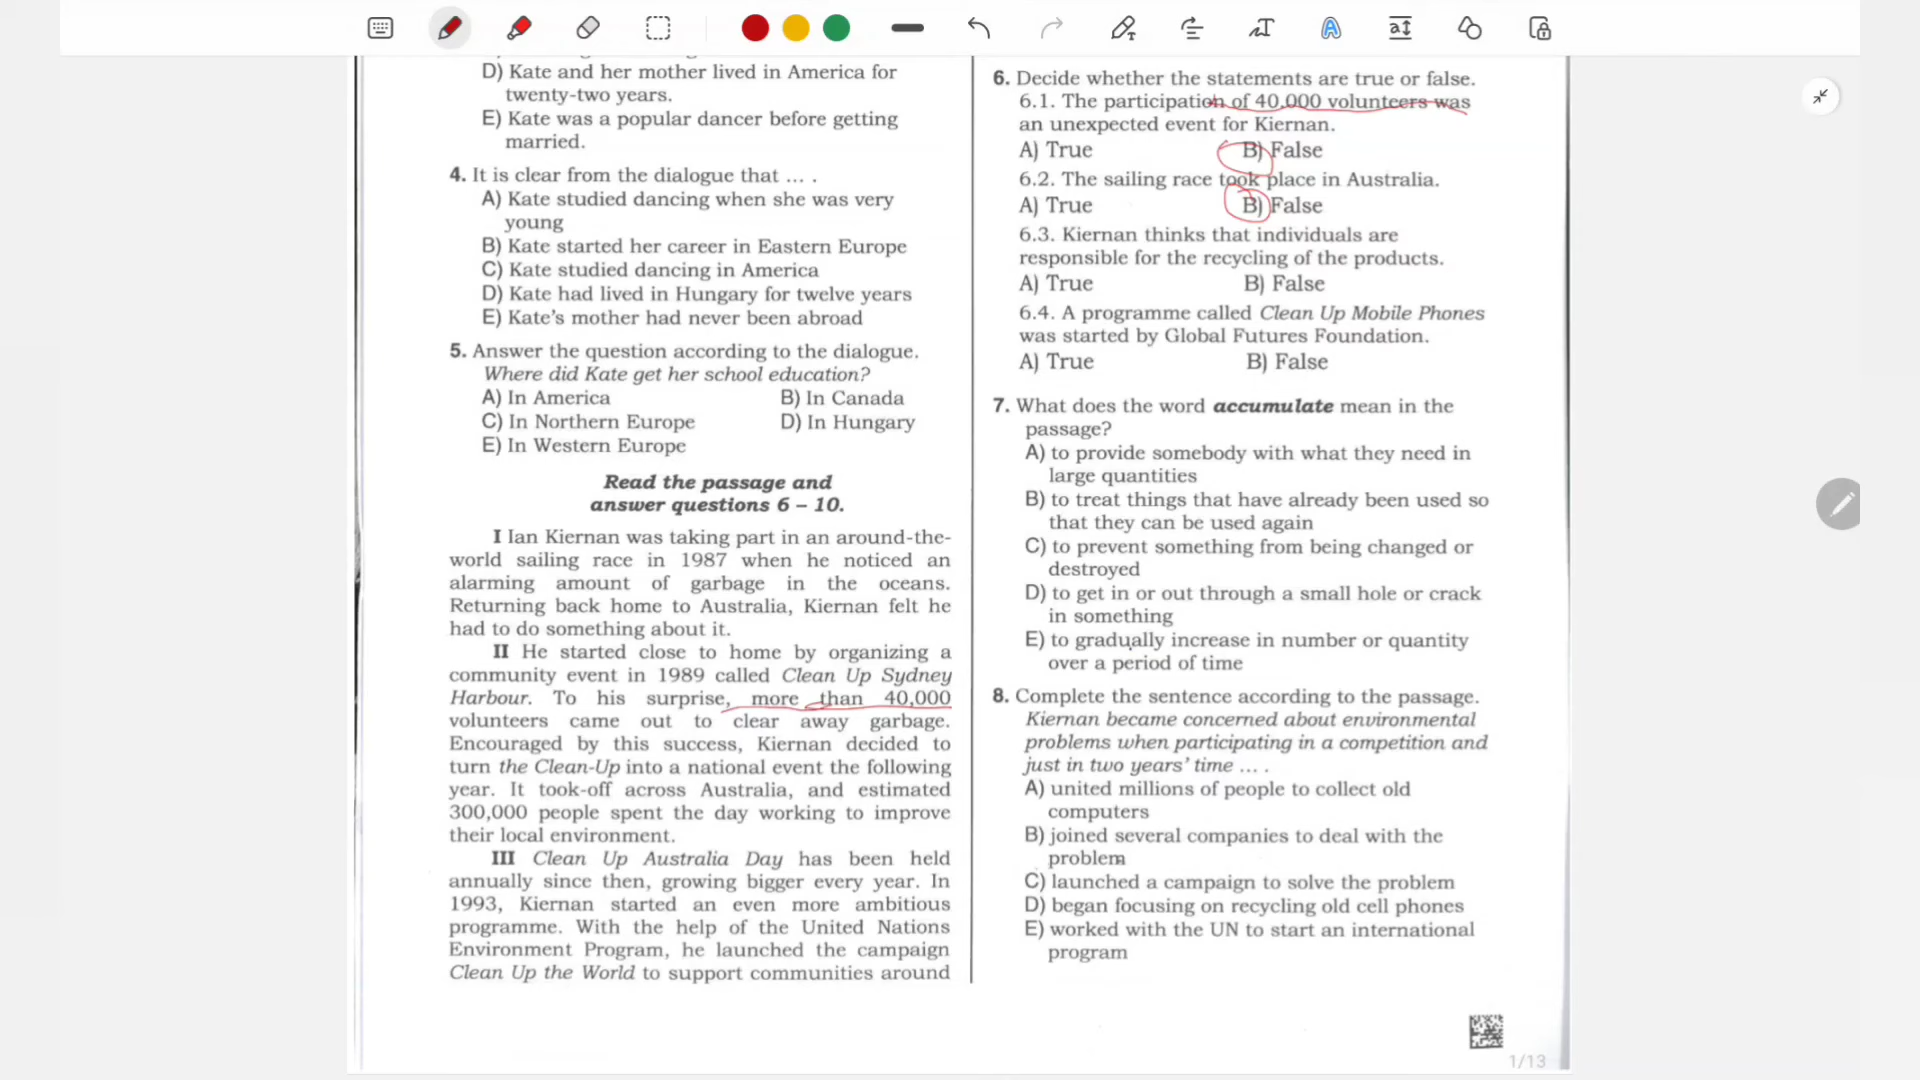 D) Kate and her mother lived in America for
twenty-two years.
E) Kate was a popular dancer before getting
married.
4. It is clear from the dialogue that ... .
A) Kate studied dancing when she was very
young
B) Kate started her career in Eastern Europe
C) Kate studied dancing in America
D) Kate had lived in Hungary for twelve years
E) Kate's mother had never been abroad
5. Answer the question according to the dialogue.
Where did Kate get her school education?
A) In America B) In Canada
C) In Northern Europe D) In Hungary
E) In Western Europe
Read the passage and
answer questions 6 – 10.
I Ian Kiernan was taking part in an around-the-
world sailing race in 1987 when he noticed an
alarming amount of garbage in the oceans.
Returning back home to Australia, Kiernan felt he
had to do something about it.
II He started close to home by organizing a
community event in 1989 called Clean Up Sydney
Harbour. To his surprise, more than 40,000
volunteers came out to clear away garbage.
Encouraged by this success, Kiernan decided to
turn the Clean-Up into a national event the following
year. It took-off across Australia, and estimated
300,000 people spent the day working to improve
their local environment.
III Clean Up Australia Day has been held
annually since then, growing bigger every year. In
1993, Kiernan started an even more ambitious
programme. With the help of the United Nations
Environment Program, he launched the campaign
Clean Up the World to support communities around
6. Decide whether the statements are true or false.
6.1. The participation of 40,000 volunteers was
an unexpected event for Kiernan.
A) True B) False
6.2. The sailing race took place in Australia.
A) True B) False
6.3. Kiernan thinks that individuals are
responsible for the recycling of the products.
A) True B) False
6.4. A programme called Clean Up Mobile Phones
was started by Global Futures Foundation.
A) True B) False
7. What does the word accumulate mean in the
passage?
A) to provide somebody with what they need in
large quantities
B) to treat things that have already been used so
that they can be used again
C) to prevent something from being changed or
destroyed
D) to get in or out through a small hole or crack
in something
E) to gradually increase in number or quantity
over a period of time
8. Complete the sentence according to the passage.
Kiernan became concerned about environmental
problems when participating in a competition and
just in two years' time ... .
A) united millions of people to collect old
computers
B) joined several companies to deal with the
problem
C) launched a campaign to solve the problem
D) began focusing on recycling old cell phones
E) worked with the UN to start an international
program
1/13